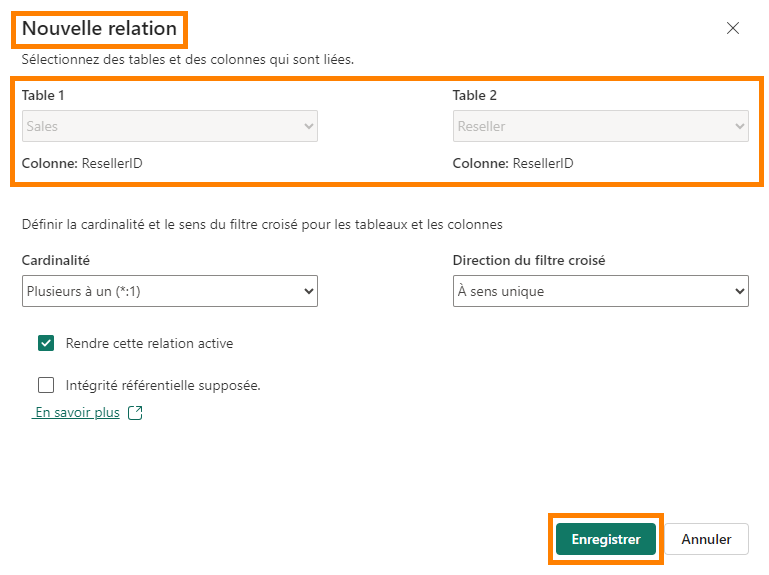 Nouvelle relation
Sélectionnez des tables et des colonnes qui sont liées.
Table 1
Table 2
Sales
Reseller
Colonne: ResellerID
Colonne: ResellerID
Définir la cardinalité et le sens du filtre croisé pour les tableaux et les colonnes
Cardinalité
Direction du filtre croisé
Plusieurs à un (*:1)
À sens unique
Rendre cette relation active
Intégrité référentielle supposée.
En savoir plus
Enregistrer
Annuler